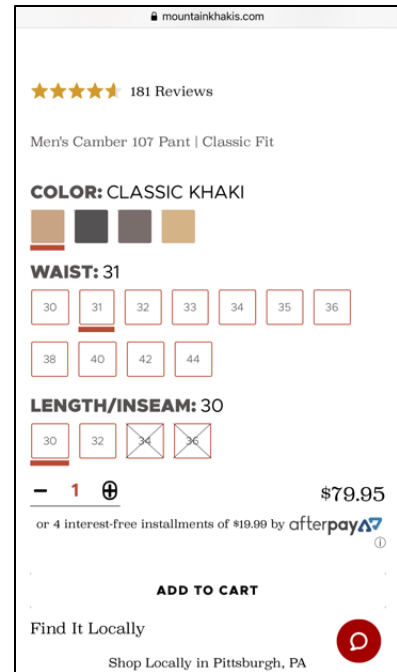 mountainkhakis.com
181 Reviews
Men's Camber 107 Pant | Classic Fit
COLOR: CLASSIC KHAKI
WAIST: 31
30 31 32 33 34 35 36
38 40 42 44
LENGTH/INSEAM: 30
30 32 34 36
1 $79.95
or 4 interest-free installments of $19.99 by afterpay
ADD TO CART
Find It Locally
Shop Locally in Pittsburgh, PA